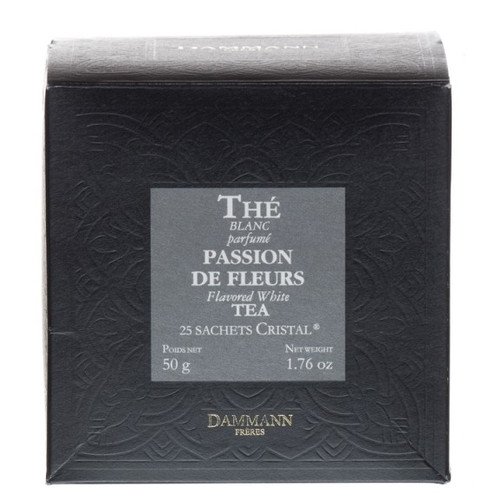 DAMMANN
THÉ
BLANC
parfumé
PASSION
DE FLEURS
Flavored White
TEA
25 SACHETS CRISTAL®
POIDS NET NET WEIGHT
50 g 1.76 oz
DAMMANN
FRÈRES